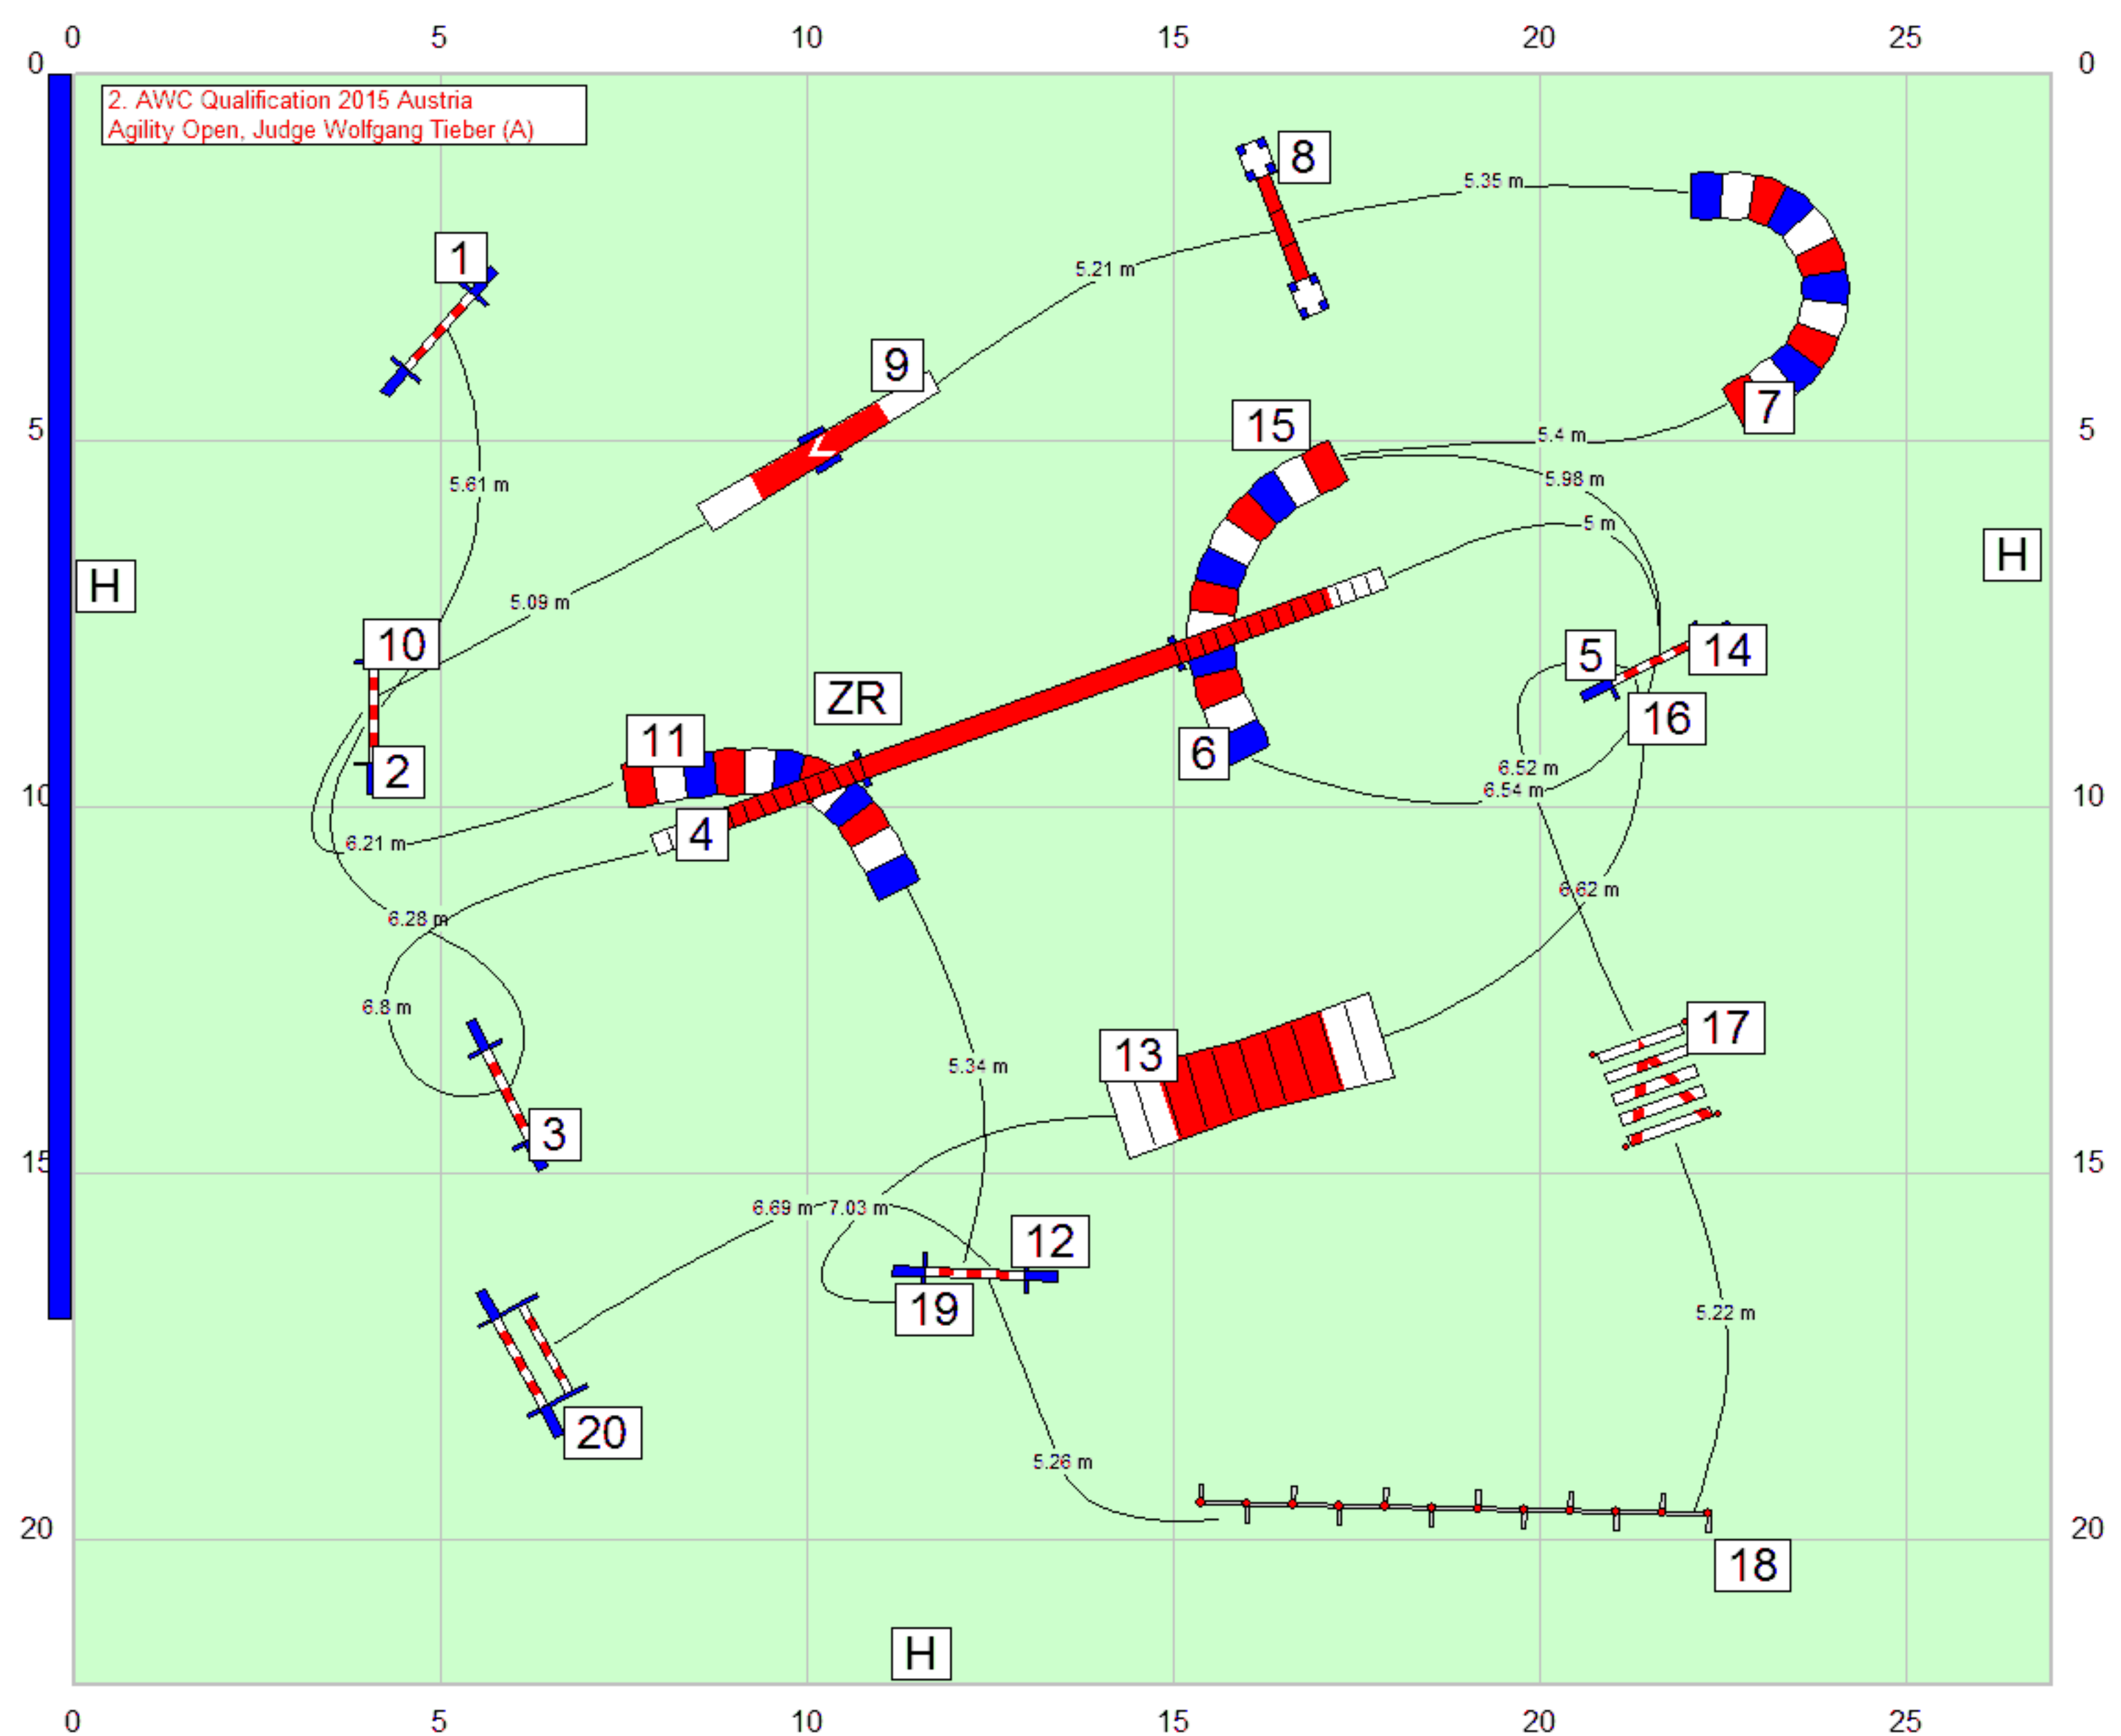 0 5 10 15 20 25
0 0
2. AWC Qualification 2015 Austria
Agility Open, Judge Wolfgang Tieber (A)
8
5.35 m
1
5.21 m
9
7
15
5 5
5.4 m
5.61 m
5.98 m
5 m
H
H
5.09 m
10
5
14
ZR
16
11
6
2
6.52 m
6.54 m
10 10
4
6.21 m
6.62 m
6.28 m
6.8 m
17
13
5.34 m
3
15 15
6.69 m
7.03 m
12
19
5.22 m
20
5.26 m
20 20
18
H
0 5 10 15 20 25